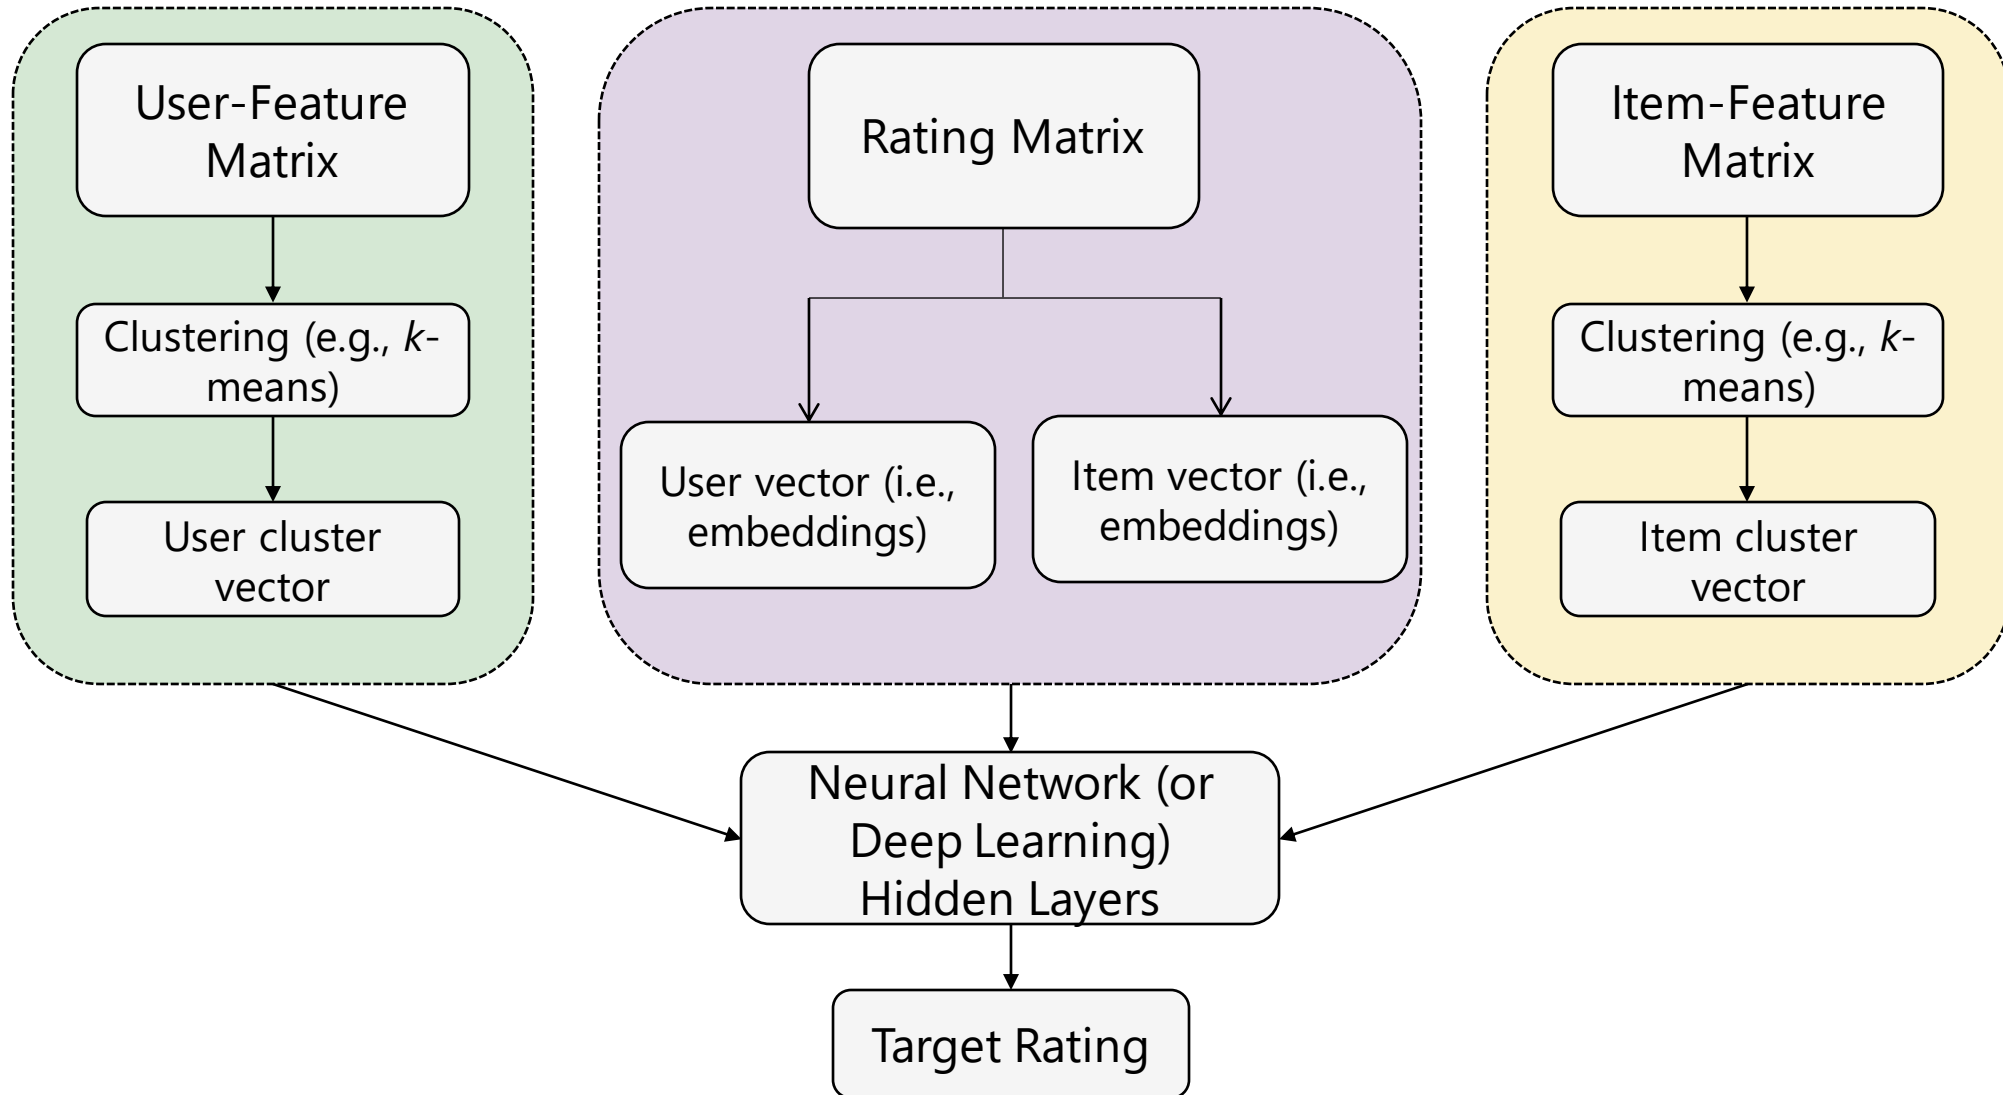 User-Feature
Matrix
Clustering (e.g., k-
means)
User cluster
vector
Rating Matrix
User vector (i.e.,
embeddings)
Item vector (i.e.,
embeddings)
Item-Feature
Matrix
Clustering (e.g., k-
means)
Item cluster
vector
Neural Network (or
Deep Learning)
Hidden Layers
Target Rating